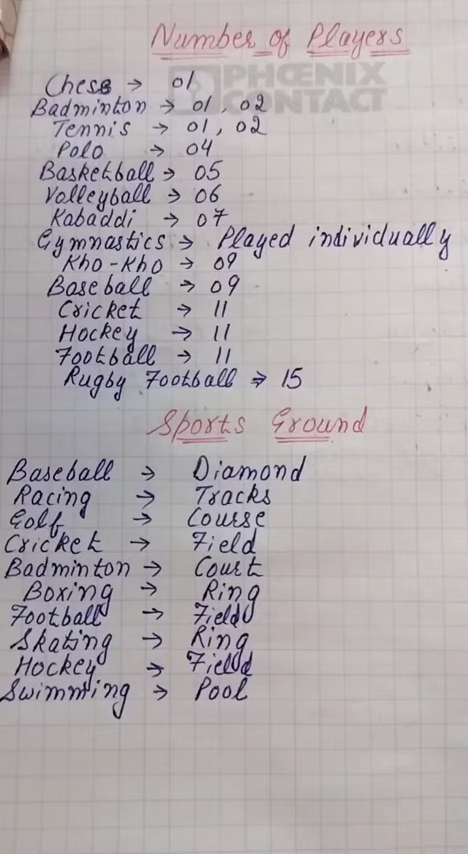 Number of Players
PHOENIX
CONTACT
Chess → 01
Badminton → 01, 02
Tennis → 01, 02
Polo → 04
Basketball → 05
Volleyball → 06
Kabaddi → 07
Gymnastics → Played individually
Kho-Kho → 09
Baseball → 09
Cricket → 11
Hockey → 11
Football → 11
Rugby Football → 15
Sports Ground
Baseball → Diamond
Racing → Tracks
Golf → Course
Cricket → Field
Badminton → Court
Boxing → Ring
Football → Field
Skating → Ring
Hockey → Field
Swimming → Pool